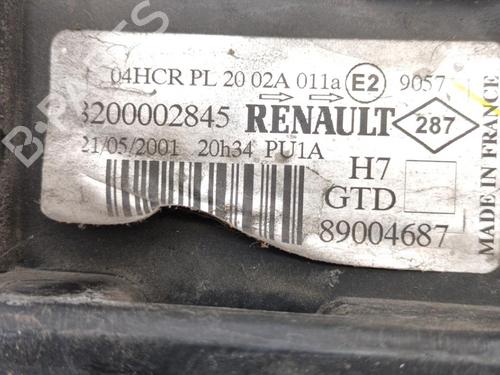 04HCR PL 20 02A 011a E2 9057
8200002845 RENAULT 287
21/05/2001 20h34 PU1A
H7
GTD
89004687
MADE IN FRANCE
B-Parts